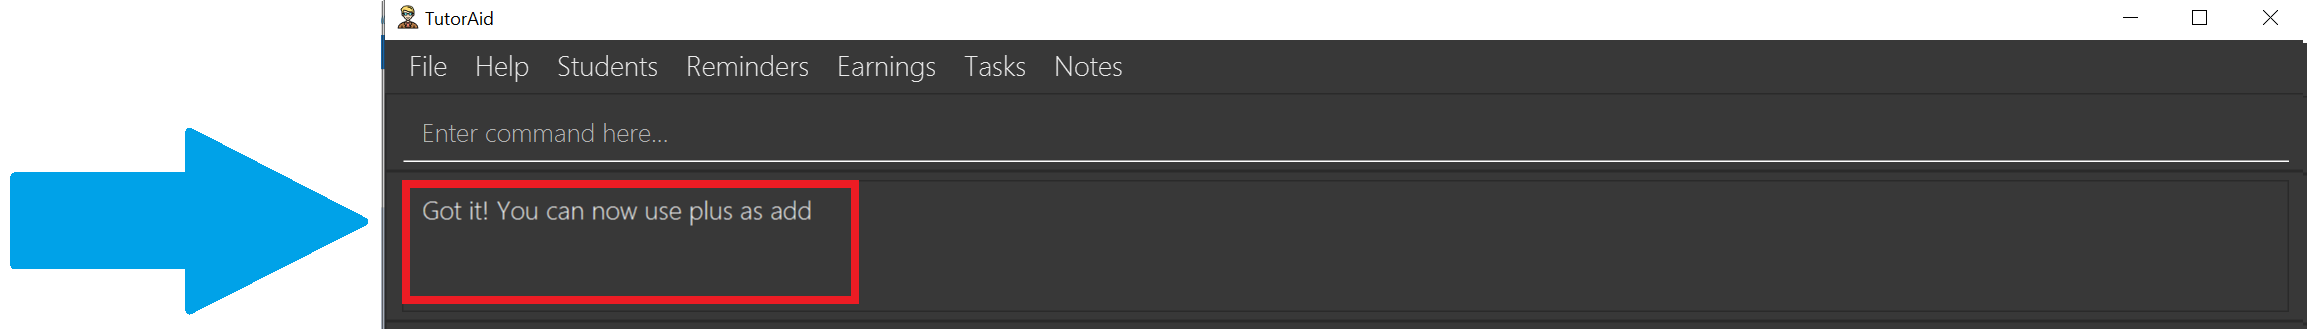 TutorAid
File Help Students Reminders Earnings Tasks Notes
Enter command here...
Got it! You can now use plus as add